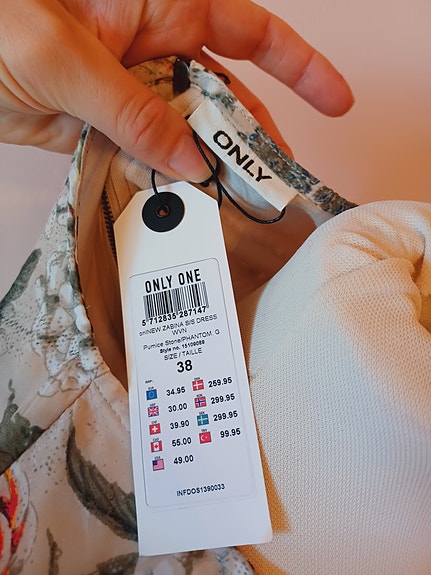 ONLY
ONLY ONE
5 712835 287147
onlNEW ZABINA S/S DRESS
WVN
Pumice Stone/PHANTOM, G
Style no. 15109089
SIZE / TAILLE
38
34.95 269.95
30.00 299.95
39.90 299.95
55.00 99.95
49.00
INFDOS1390033